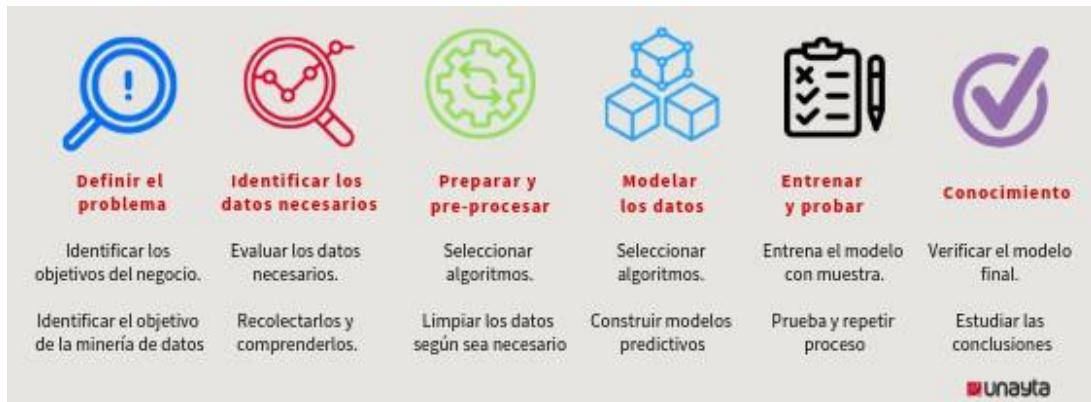 Definir el
problema
Identificar los
objetivos del negocio.
Identificar el objetivo
de la minería de datos
Identificar los
datos necesarios
Evaluar los datos
necesarios.
Recolectarlos y
comprenderlos.
Preparar y
pre-procesar
Seleccionar
algoritmos.
Limpiar los datos
según sea necesario
Modelar
los datos
Seleccionar
algoritmos.
Construir modelos
predictivos
Entrenar
y probar
Entrena el modelo
con muestra.
Prueba y repetir
proceso
Conocimiento
Verificar el modelo
final.
Estudiar las
conclusiones
unayta